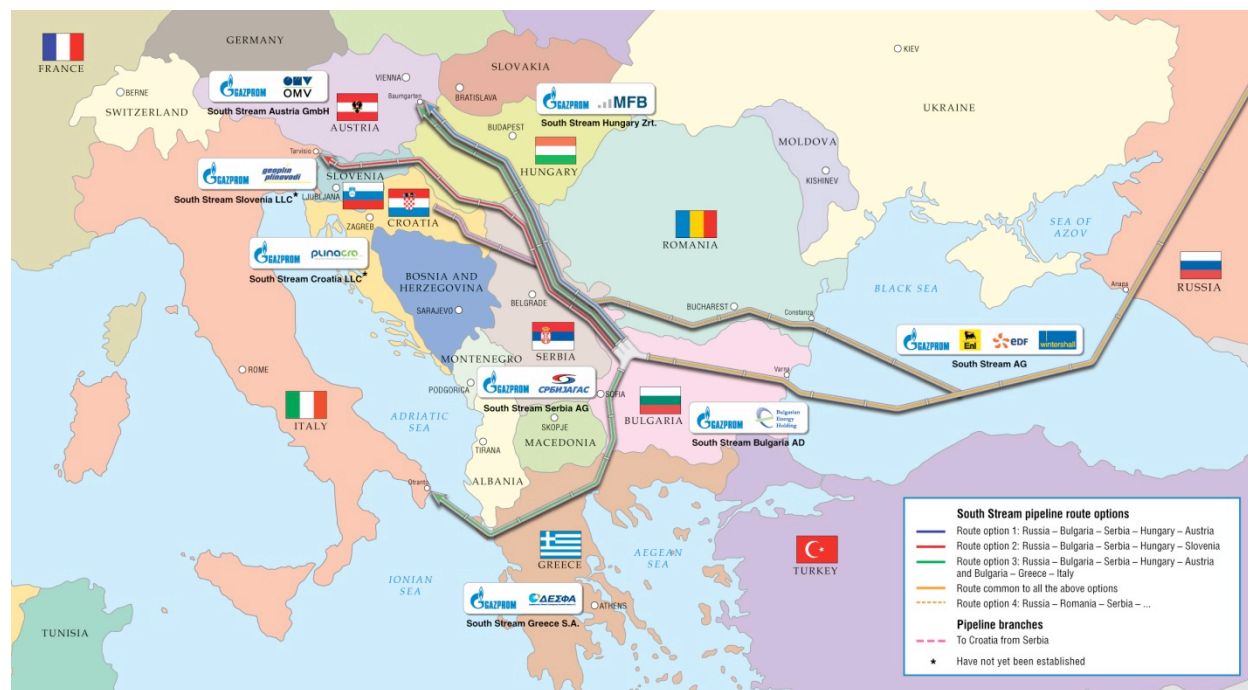 GERMANY
FRANCE
BERNE
SWITZERLAND
GAZPROM
OMV
OMV
South Stream Austria GmbH
VIENNA
Baumgarten
AUSTRIA
SLOVAKIA
BRATISLAVA
GAZPROM
MFB
South Stream Hungary Zrt.
BUDAPEST
HUNGARY
KIEV
UKRAINE
MOLDOVA
KISHINEV
Tarvisio
GAZPROM
geoplin
plinovodi
South Stream Slovenia LLC*
SLOVENIA
LJUBLJANA
ZAGREB
CROATIA
GAZPROM
PLINACRO
South Stream Croatia LLC*
ROMANIA
SEA OF
AZOV
BOSNIA AND
HERZEGOVINA
SARAJEVO
BELGRADE
BUCHAREST
Constanza
BLACK SEA
Anapa
RUSSIA
GAZPROM
Eni
eDF
wintershall
South Stream AG
SERBIA
MONTENEGRO
PODGORICA
GAZPROM
СРБИЈАГАС
South Stream Serbia AG
SOFIA
Varna
BULGARIA
GAZPROM
Bulgarian
Energy
Holding
South Stream Bulgaria AD
ROME
ITALY
ADRIATIC
SEA
SKOPJE
MACEDONIA
TIRANA
ALBANIA
Otranto
GREECE
AEGEAN
SEA
TURKEY
IONIAN
SEA
GAZPROM
ΔΕΣΦΑ
ATHENS
South Stream Greece S.A.
TUNISIA
South Stream pipeline route options
Route option 1: Russia – Bulgaria – Serbia – Hungary – Austria
Route option 2: Russia – Bulgaria – Serbia – Hungary – Slovenia
Route option 3: Russia – Bulgaria – Serbia – Hungary – Austria
and Bulgaria – Greece – Italy
Route common to all the above options
Route option 4: Russia – Romania – Serbia – ...
Pipeline branches
To Croatia from Serbia
* Have not yet been established